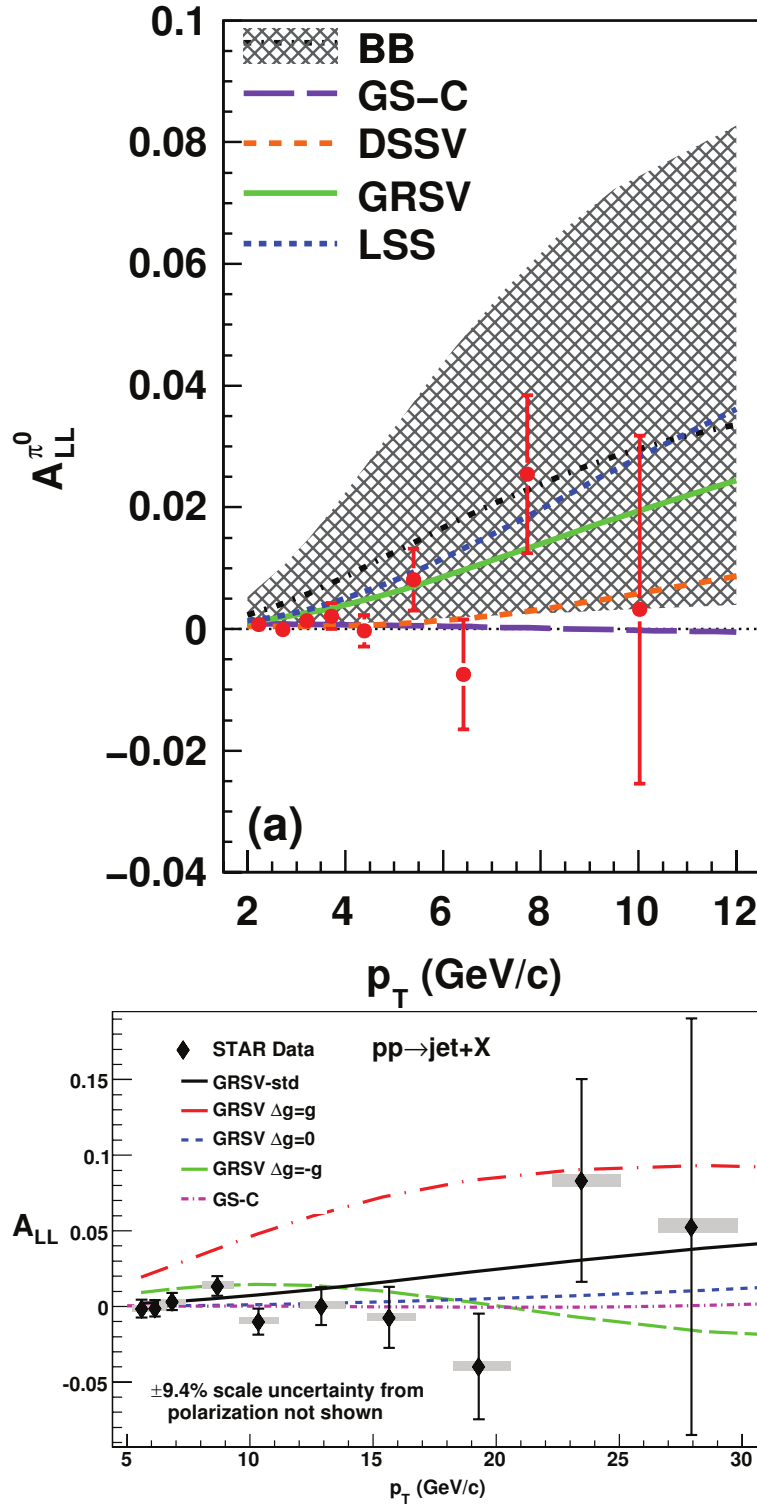 0.1
BB
GS−C
0.08
DSSV
GRSV
0.06
LSS
0.04
A_LL^π0
0.02
0
−0.02
(a)
−0.04
2 4 6 8 10 12
p_T (GeV/c)
STAR Data pp→jet+X
GRSV-std
0.15
GRSV Δg=g
GRSV Δg=0
0.1
GRSV Δg=-g
GS-C
A_LL
0.05
0
-0.05
±9.4% scale uncertainty from
polarization not shown
5 10 15 20 25 30
p_T (GeV/c)